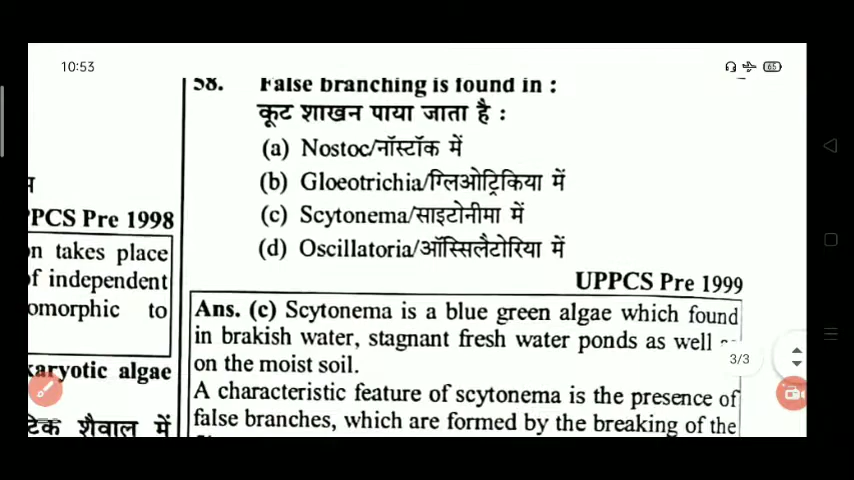 10:53
65
58. False branching is found in :
कूट शाखन पाया जाता है :
(a) Nostoc/नॉस्टॉक में
(b) Gloeotrichia/ग्लिओट्रिकिया में
(c) Scytonema/साइटोनीमा में
(d) Oscillatoria/ऑस्सिलैटोरिया में
UPPCS Pre 1999
Ans. (c) Scytonema is a blue green algae which found
in brakish water, stagnant fresh water ponds as well
on the moist soil.
A characteristic feature of scytonema is the presence of
false branches, which are formed by the breaking of the
PPCS Pre 1998
n takes place
f independent
omorphic to
karyotic algae
टिक शैवाल में
3/3